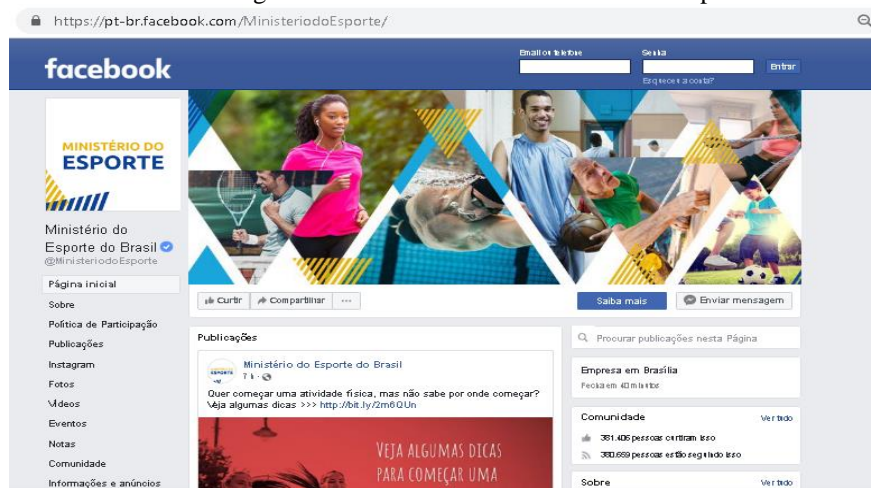 https://pt-br.facebook.com/MinisteriodoEsporte/
facebook
Email ou telefone
Senha
Entrar
Esqueceu a conta?
MINISTÉRIO DO
ESPORTE
Ministério do
Esporte do Brasil
@MinisteriodoEsporte
Página inicial
Sobre
Política de Participação
Publicações
Instagram
Fotos
Vídeos
Eventos
Notas
Comunidade
Informações e anúncios
Curtir
Compartilhar
...
Saiba mais
Enviar mensagem
Publicações
Ministério do Esporte do Brasil
7 h
Quer começar uma atividade física, mas não sabe por onde começar?
Veja algumas dicas >>> http://bit.ly/2m6QUn
VEJA ALGUMAS DICAS
PARA COMEÇAR UMA
Procurar publicações nesta Página
Empresa em Brasília
Fecha em 40 minutos
Comunidade
Ver tudo
381.406 pessoas curtiram isso
380.659 pessoas estão seguindo isso
Sobre
Ver tudo